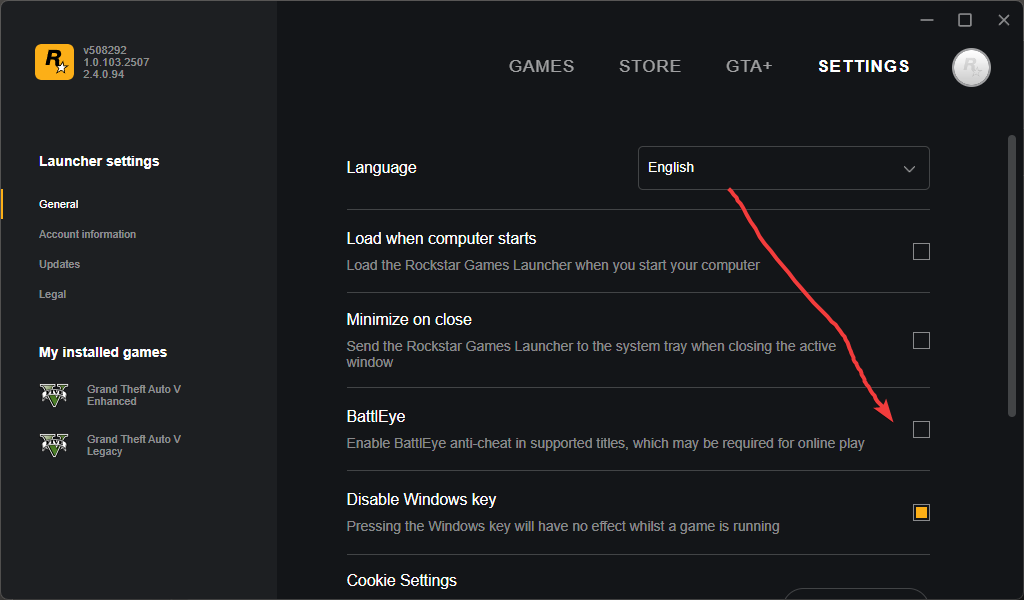 v508292
1.0.103.2507
2.4.0.94
GAMES
STORE
GTA+
SETTINGS
Launcher settings
General
Account information
Updates
Legal
My installed games
Grand Theft Auto V
Enhanced
Grand Theft Auto V
Legacy
Language
English
Load when computer starts
Load the Rockstar Games Launcher when you start your computer
Minimize on close
Send the Rockstar Games Launcher to the system tray when closing the active
window
BattlEye
Enable BattlEye anti-cheat in supported titles, which may be required for online play
Disable Windows key
Pressing the Windows key will have no effect whilst a game is running
Cookie Settings